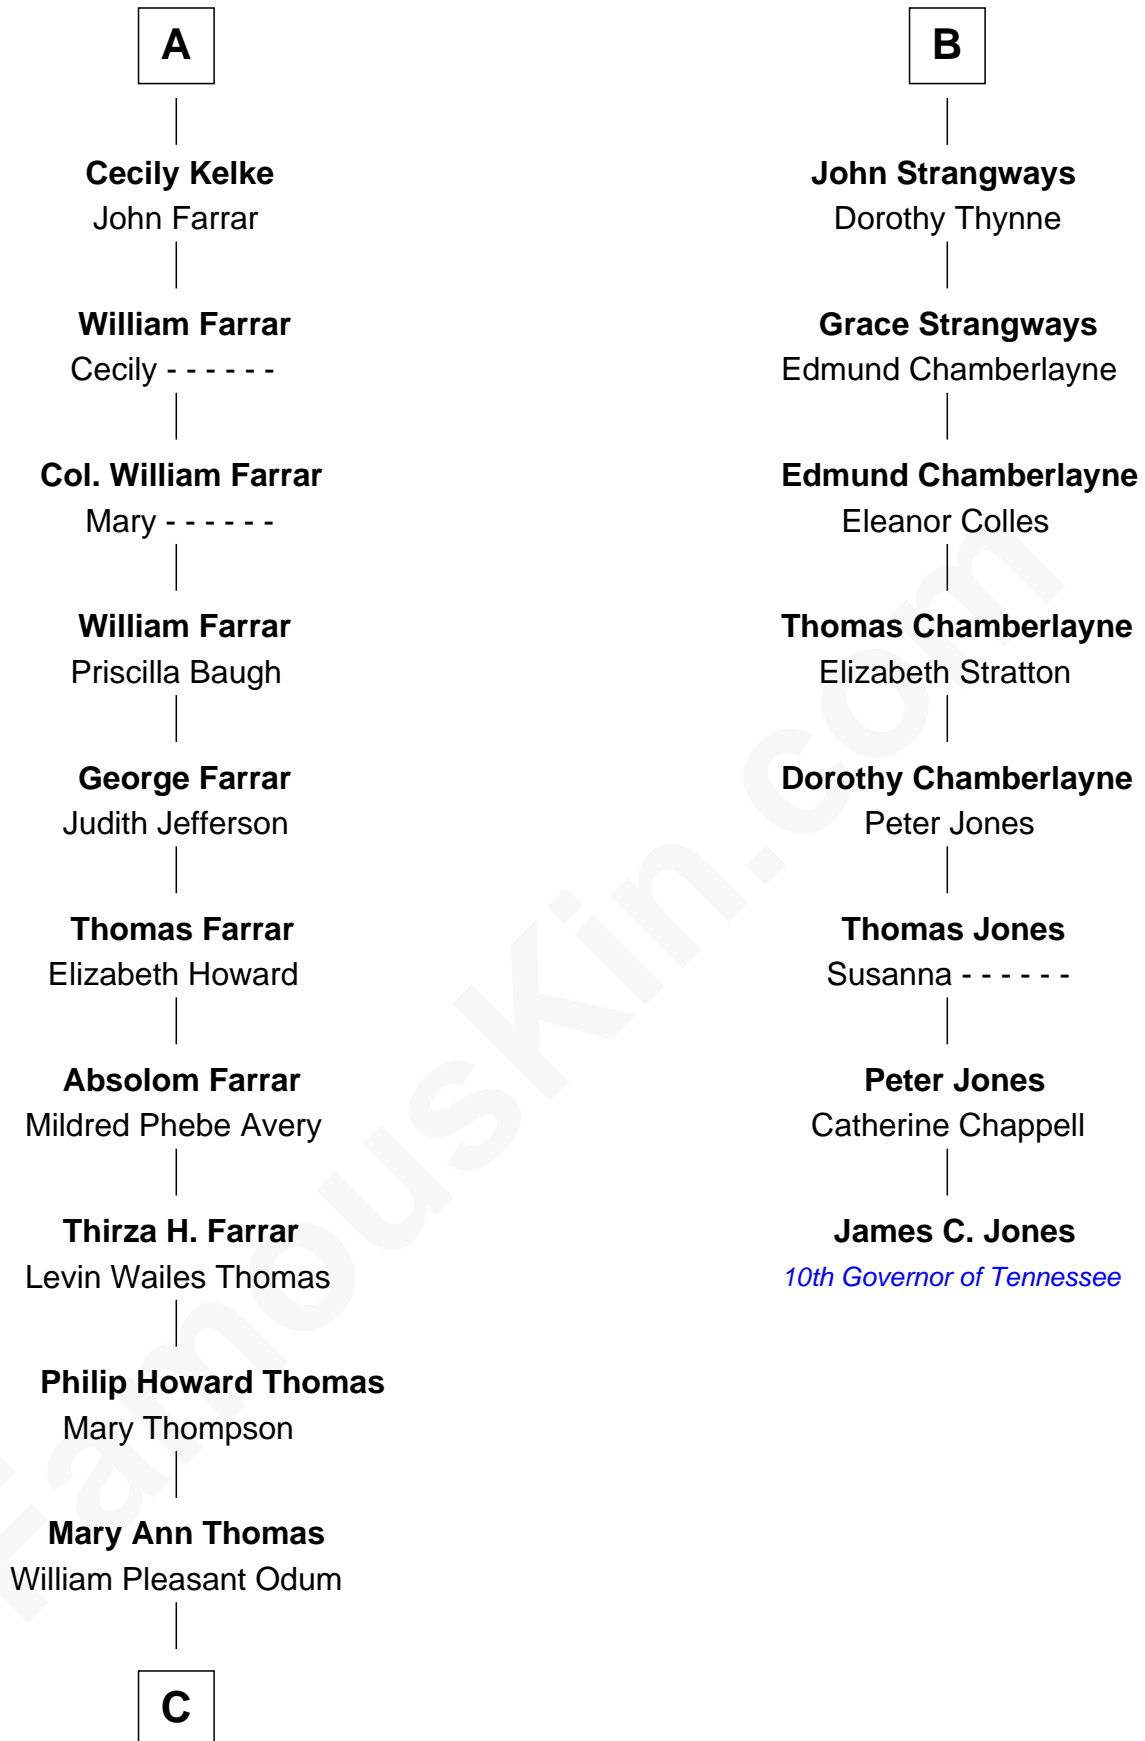 A
Cecily Kelke
John Farrar
William Farrar
Cecily - - - - - -
Col. William Farrar
Mary - - - - - -
William Farrar
Priscilla Baugh
George Farrar
Judith Jefferson
Thomas Farrar
Elizabeth Howard
Absolom Farrar
Mildred Phebe Avery
Thirza H. Farrar
Levin Wailes Thomas
Philip Howard Thomas
Mary Thompson
Mary Ann Thomas
William Pleasant Odum
C
B
John Strangways
Dorothy Thynne
Grace Strangways
Edmund Chamberlayne
Edmund Chamberlayne
Eleanor Colles
Thomas Chamberlayne
Elizabeth Stratton
Dorothy Chamberlayne
Peter Jones
Thomas Jones
Susanna - - - - - -
Peter Jones
Catherine Chappell
James C. Jones
10th Governor of Tennessee
FamousKin.com